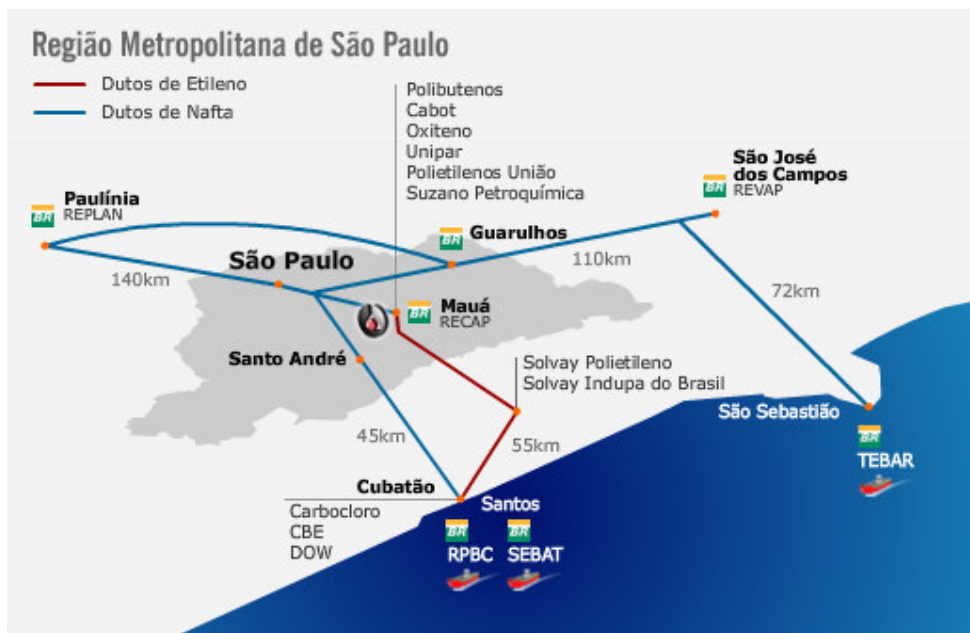 Região Metropolitana de São Paulo
Dutos de Etileno
Dutos de Nafta
Polibutenos
Cabot
Oxiteno
Unipar
Polietilenos União
Suzano Petroquímica
São José
dos Campos
BR REVAP
Paulínia
BR REPLAN
BR Guarulhos
São Paulo
140km
110km
72km
BR Mauá
RECAP
Santo André
Solvay Polietileno
Solvay Indupa do Brasil
São Sebastião
45km
55km
BR
TEBAR
Cubatão
Santos
Carbocloro
CBE
DOW
BR BR
RPBC SEBAT